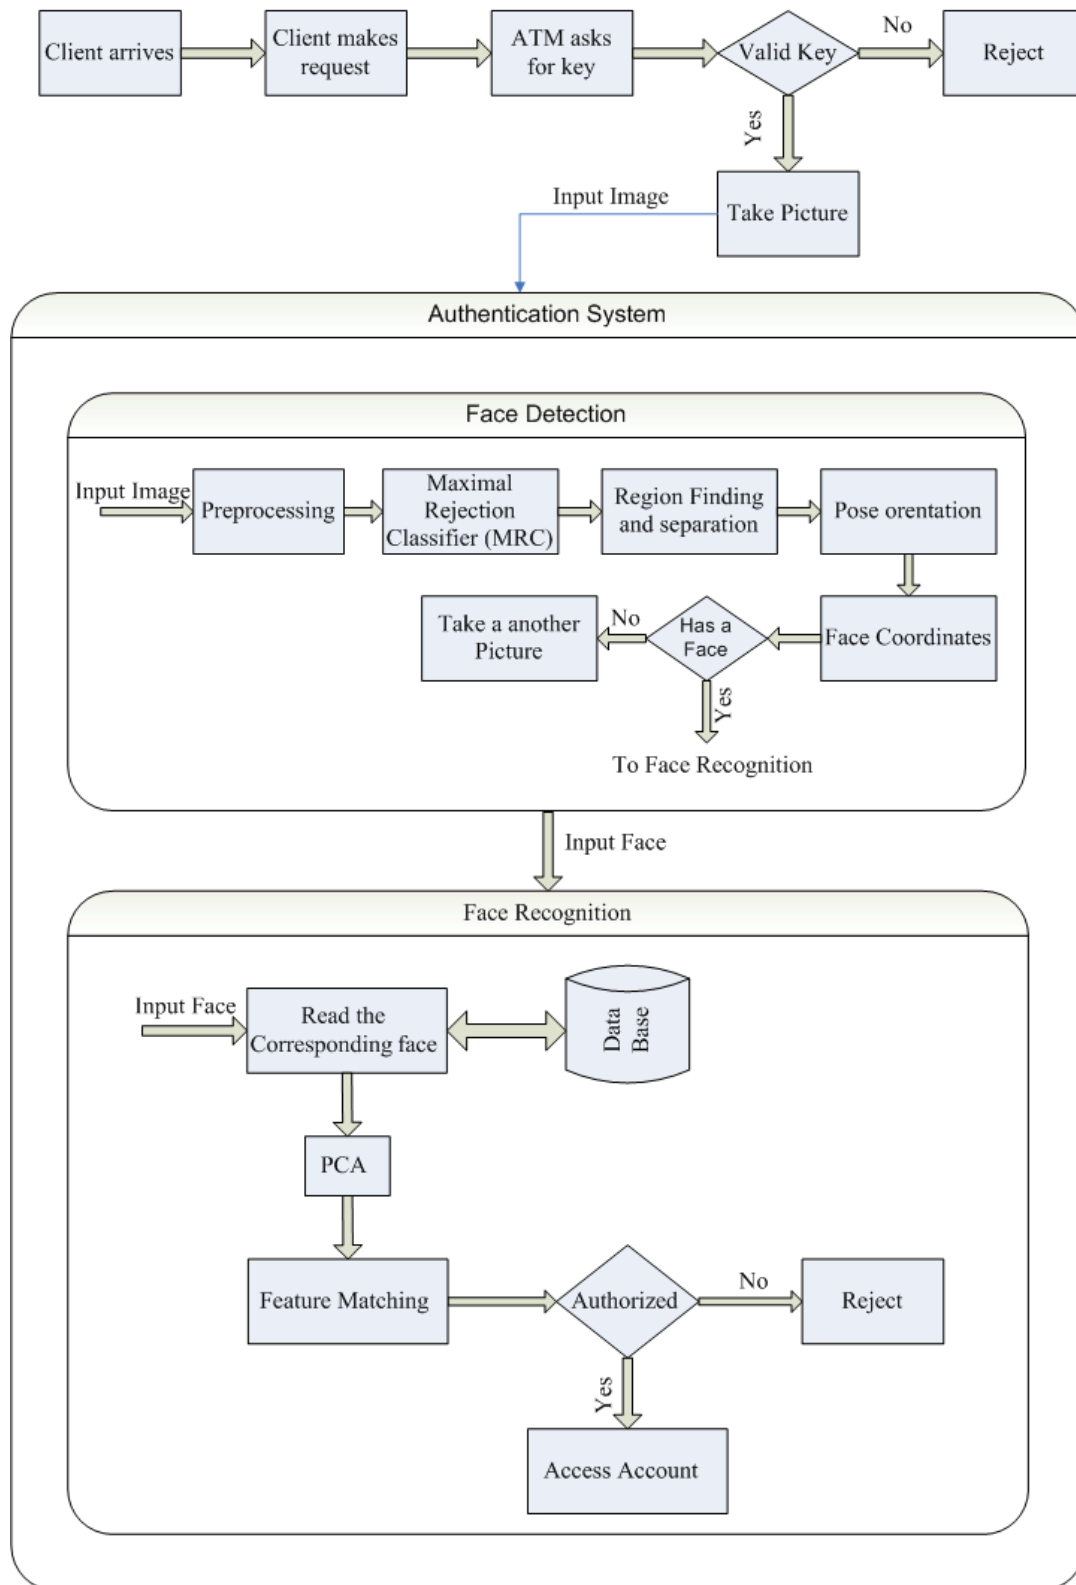 Client arrives
Client makes
request
ATM asks
for key
Valid Key
No
Reject
Yes
Take Picture
Input Image
Authentication System
Face Detection
Input Image
Preprocessing
Maximal
Rejection
Classifier (MRC)
Region Finding
and separation
Pose orentation
Face Coordinates
Has a
Face
No
Take a another
Picture
Yes
To Face Recognition
Input Face
Face Recognition
Input Face
Read the
Corresponding face
Data
Base
PCA
Feature Matching
Authorized
No
Reject
Yes
Access Account